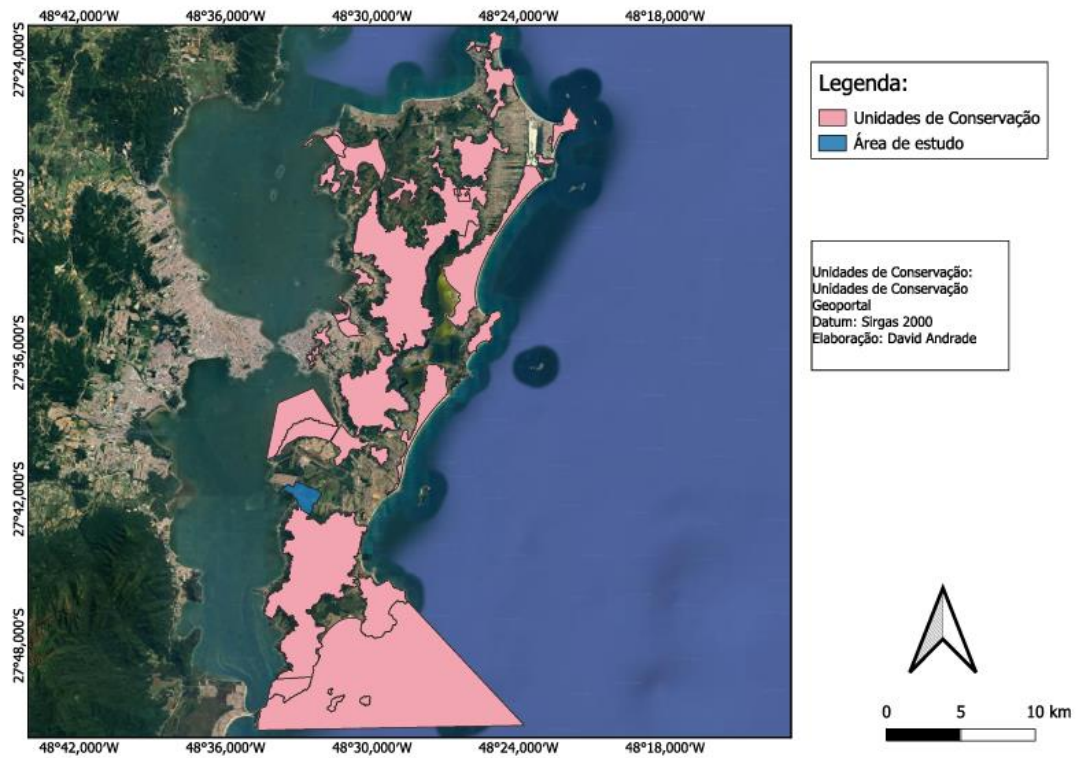 48°42,000'W 48°36,000'W 48°30,000'W 48°24,000'W 48°18,000'W
27°24,000'S
27°30,000'S
27°36,000'S
27°42,000'S
27°48,000'S
48°42,000'W 48°36,000'W 48°30,000'W 48°24,000'W 48°18,000'W
Legenda:
Unidades de Conservação
Área de estudo
Unidades de Conservação:
Unidades de Conservação
Geoportal
Datum: Sirgas 2000
Elaboração: David Andrade
0 5 10 km